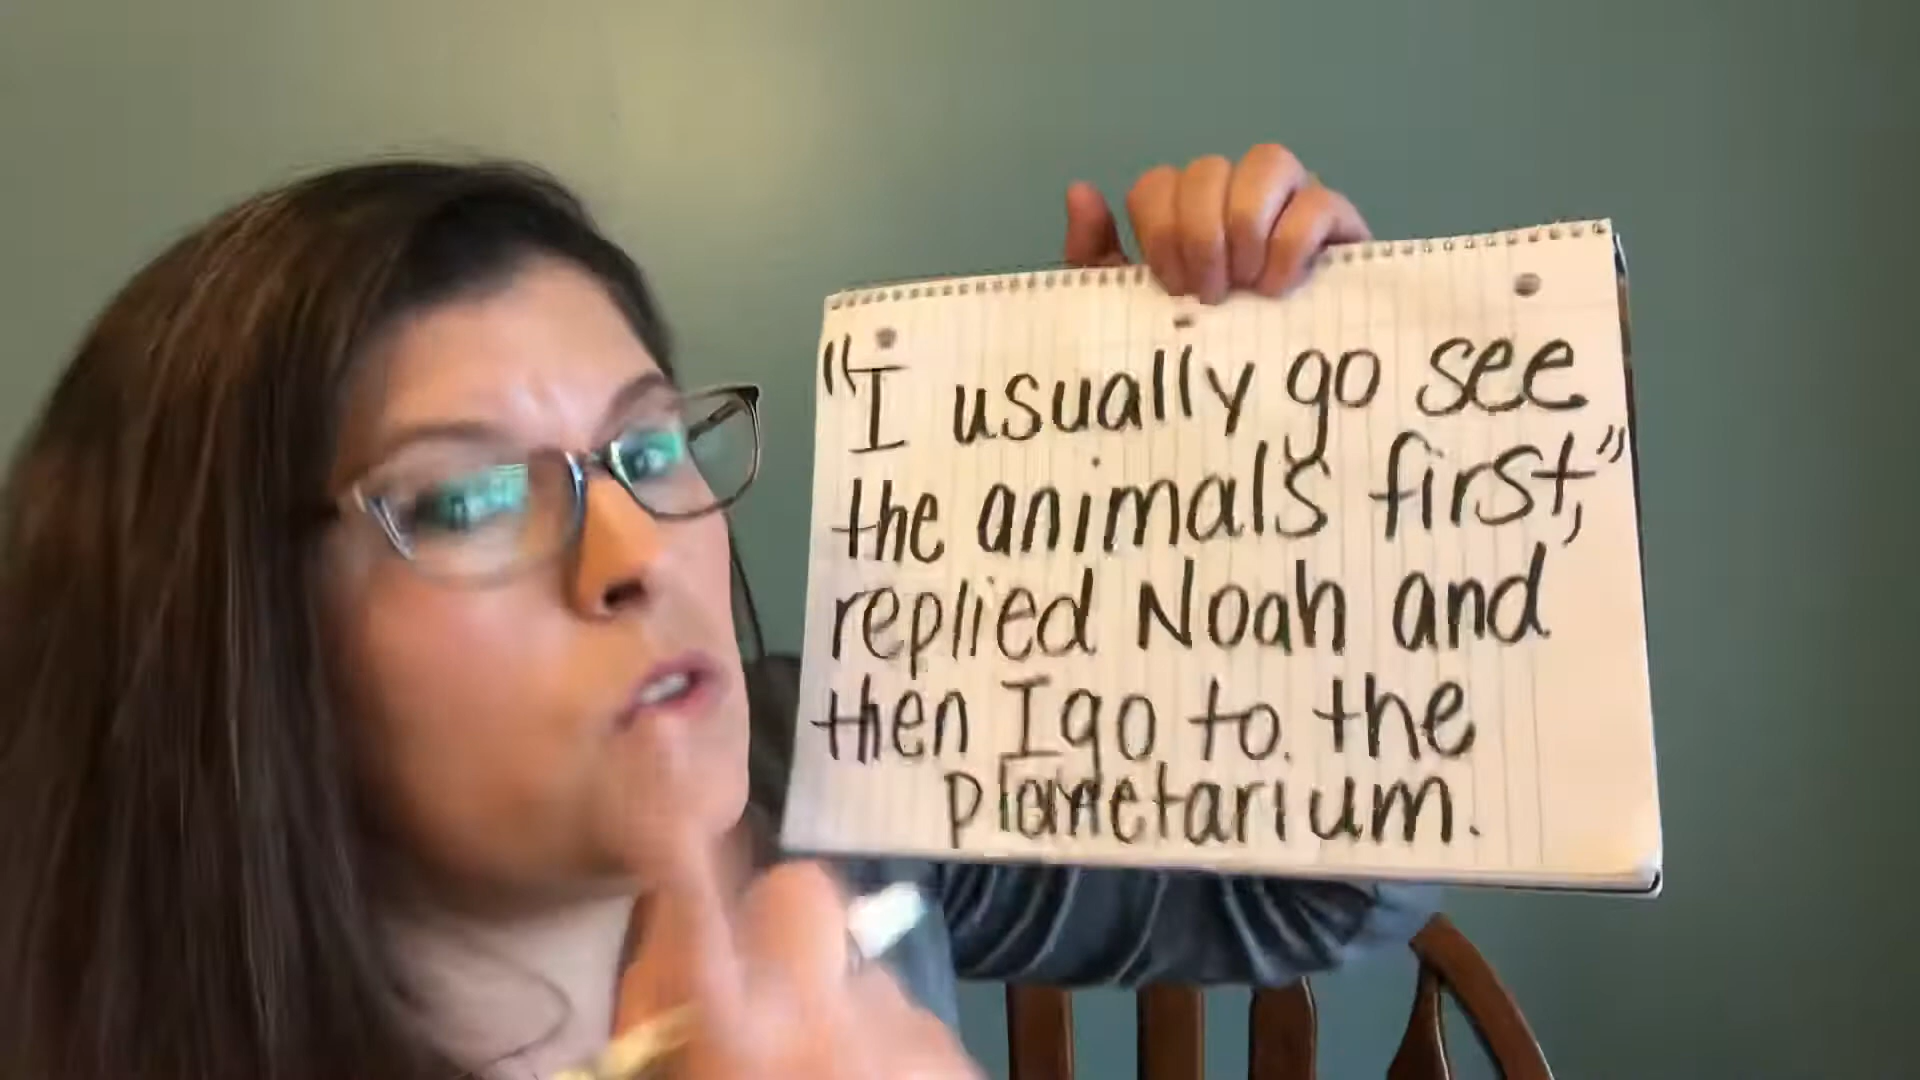 "I usually go see
the animals first,"
replied Noah and
then I go to the
planetarium.